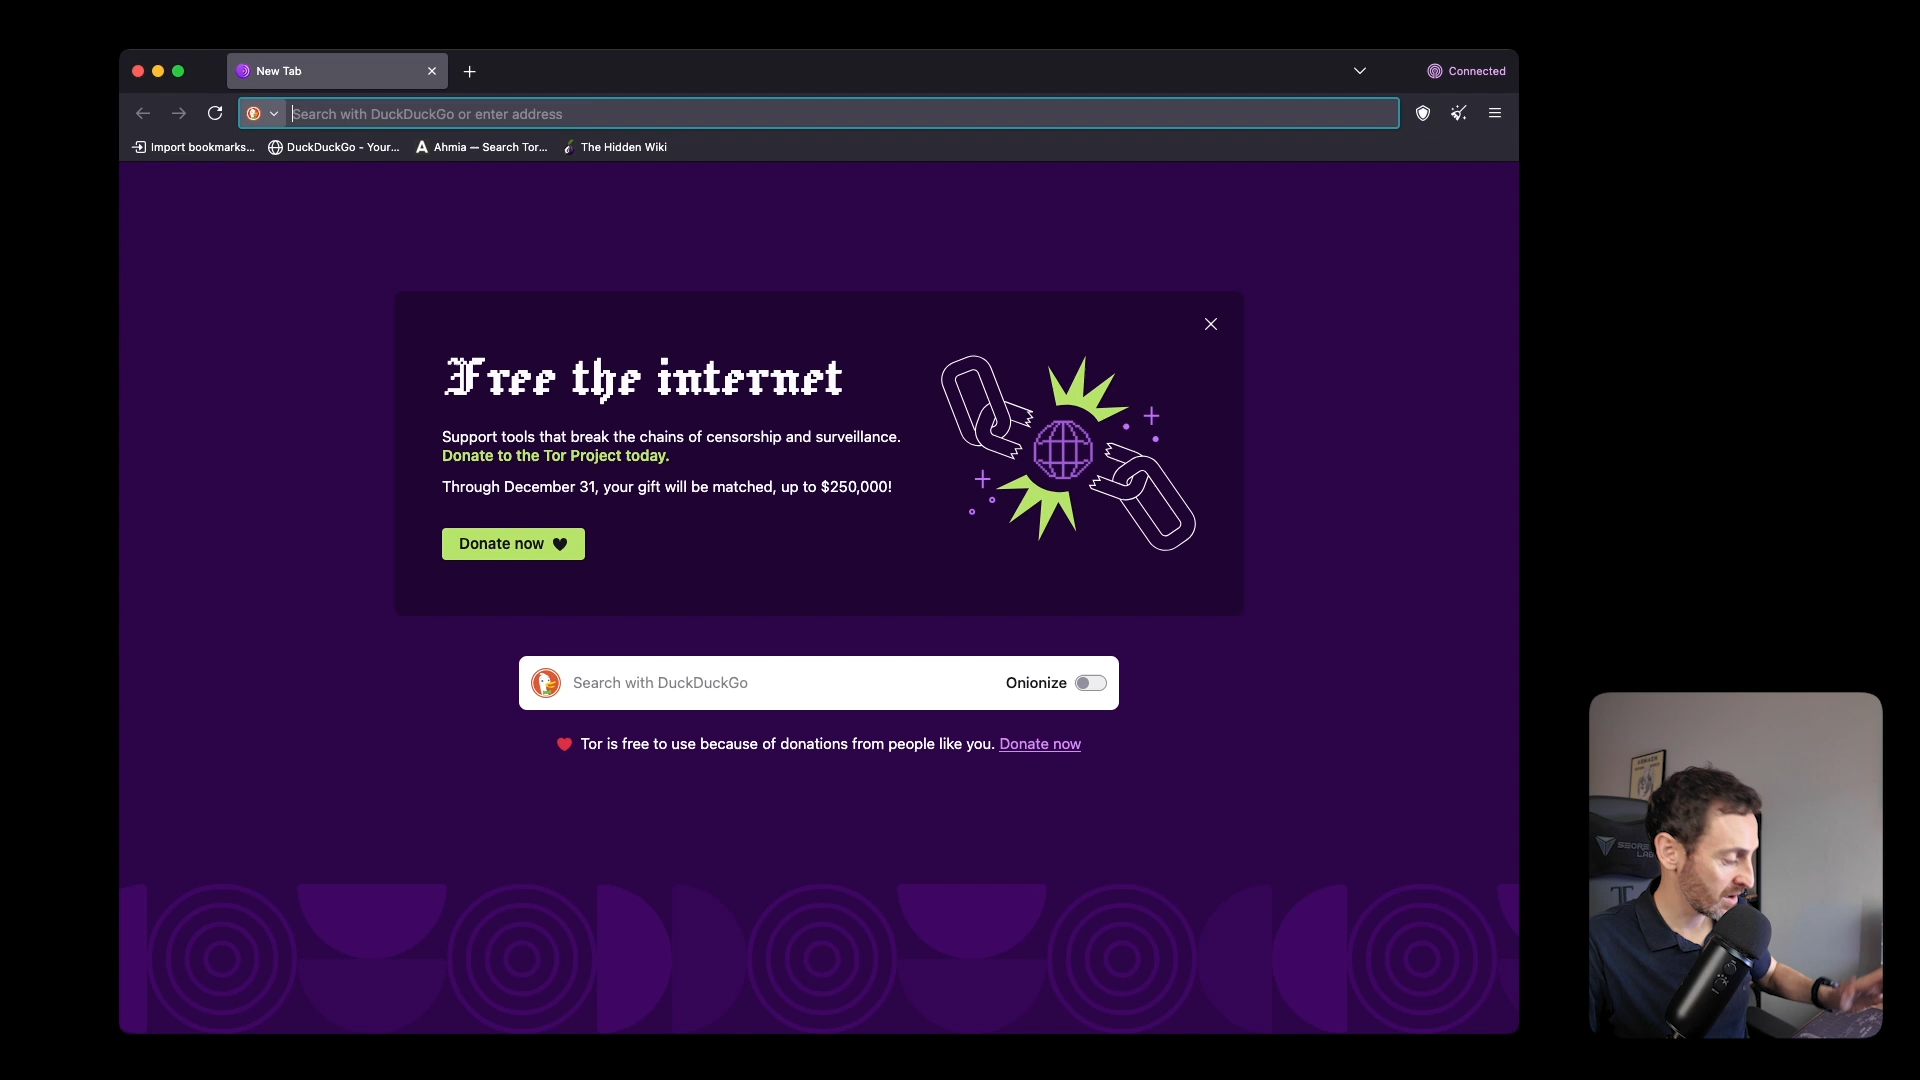 New Tab
Connected
Search with DuckDuckGo or enter address
Import bookmarks... DuckDuckGo - Your... Ahmia — Search Tor... The Hidden Wiki
Free the internet
Support tools that break the chains of censorship and surveillance.
Donate to the Tor Project today.
Through December 31, your gift will be matched, up to $250,000!
Donate now
Search with DuckDuckGo
Onionize
Tor is free to use because of donations from people like you. Donate now